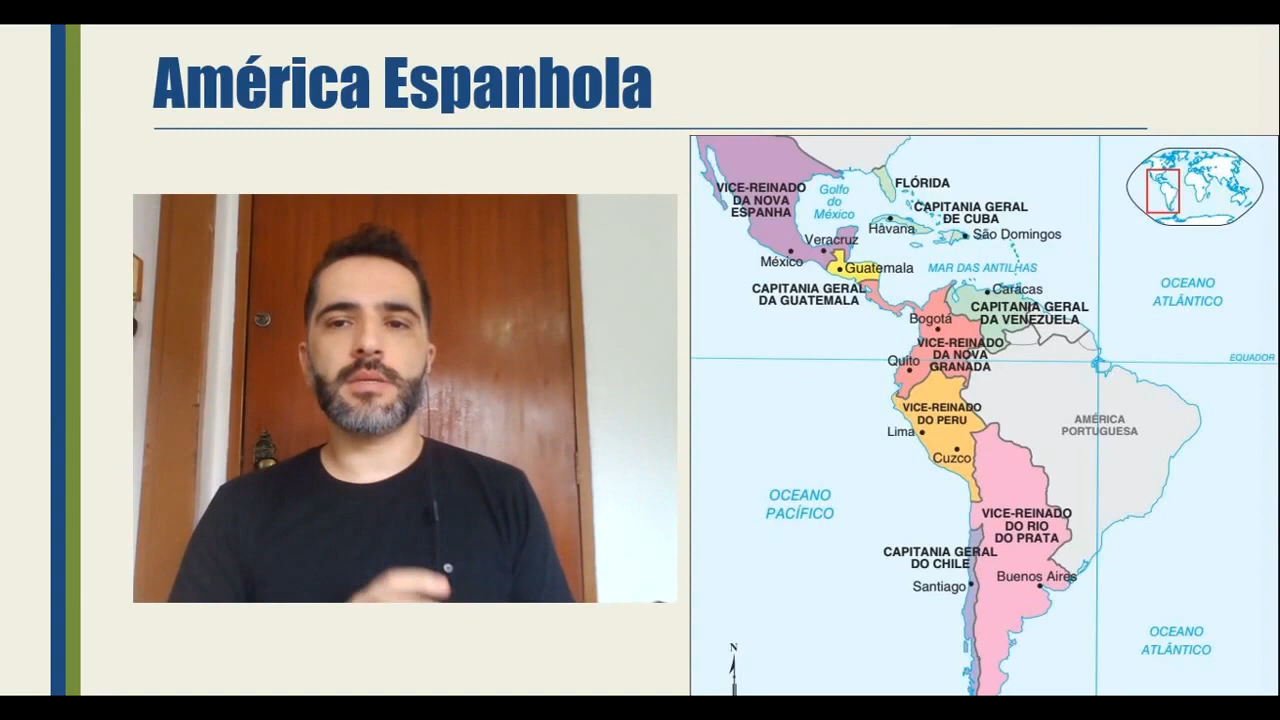 América Espanhola
VICE-REINADO
DA NOVA
ESPANHA
Golfo
do
México
FLÓRIDA
CAPITANIA GERAL
DE CUBA
Havana
São Domingos
Veracruz
México
Guatemala
MAR DAS ANTILHAS
CAPITANIA GERAL
DA GUATEMALA
Caracas
CAPITANIA GERAL
DA VENEZUELA
OCEANO
ATLÂNTICO
Bogotá
VICE-REINADO
DA NOVA
GRANADA
Quito
EQUADOR
VICE-REINADO
DO PERU
Lima
Cuzco
AMÉRICA
PORTUGUESA
OCEANO
PACÍFICO
VICE-REINADO
DO RIO
DO PRATA
CAPITANIA GERAL
DO CHILE
Santiago
Buenos Aires
OCEANO
ATLÂNTICO
N